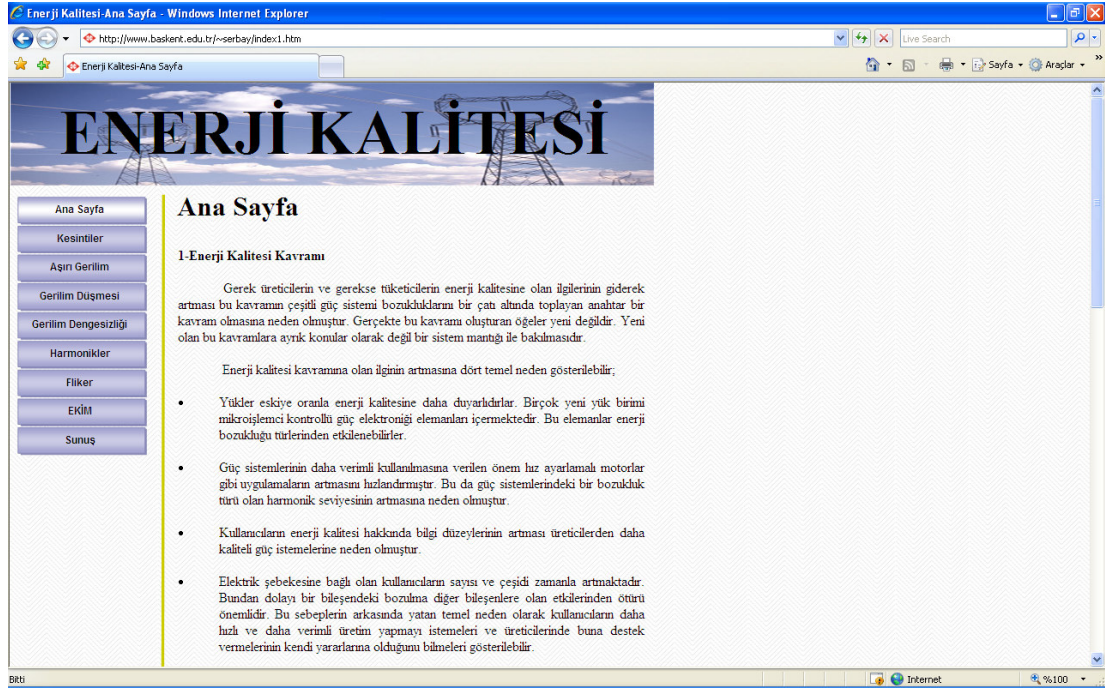 Enerji Kalitesi-Ana Sayfa - Windows Internet Explorer
http://www.baskent.edu.tr/~serbay/index1.htm
Live Search
Enerji Kalitesi-Ana Sayfa
Sayfa
Araçlar
ENERJİ KALİTESİ
Ana Sayfa
Kesintiler
Aşırı Gerilim
Gerilim Düşmesi
Gerilim Dengesizliği
Harmonikler
Fliker
EKİM
Sunuş
Ana Sayfa
1-Enerji Kalitesi Kavramı
Gerek üreticilerin ve gerekse tüketicilerin enerji kalitesine olan ilgilerinin giderek
artması bu kavramın çeşitli güç sistemi bozukluklarını bir çatı altında toplayan anahtar bir
kavram olmasına neden olmuştur. Gerçekte bu kavramı oluşturan öğeler yeni değildir. Yeni
olan bu kavramlara ayrık konular olarak değil bir sistem mantığı ile bakılmasıdır.
Enerji kalitesi kavramına olan ilginin artmasına dört temel neden gösterilebilir;
• Yükler eskiye oranla enerji kalitesine daha duyarlıdırlar. Birçok yeni yük birimi
mikroişlemci kontrollü güç elektroniği elemanları içermektedir. Bu elemanlar enerji
bozukluğu türlerinden etkilenebilirler.
• Güç sistemlerinin daha verimli kullanılmasına verilen önem hız ayarlamalı motorlar
gibi uygulamaların artmasını hızlandırmıştır. Bu da güç sistemlerindeki bir bozukluk
türü olan harmonik seviyesinin artmasına neden olmuştur.
• Kullanıcıların enerji kalitesi hakkında bilgi düzeylerinin artması üreticilerden daha
kaliteli güç istemelerine neden olmuştur.
• Elektrik şebekesine bağlı olan kullanıcıların sayısı ve çeşidi zamanla artmaktadır.
Bundan dolayı bir bileşendeki bozulma diğer bileşenlere olan etkilerinden ötürü
önemlidir. Bu sebeplerin arkasında yatan temel neden olarak kullanıcıların daha
hızlı ve daha verimli üretim yapmayı istemeleri ve üreticilerinde buna destek
vermelerinin kendi yararlarına olduğunu bilmeleri gösterilebilir.
Bitti
Internet
%100